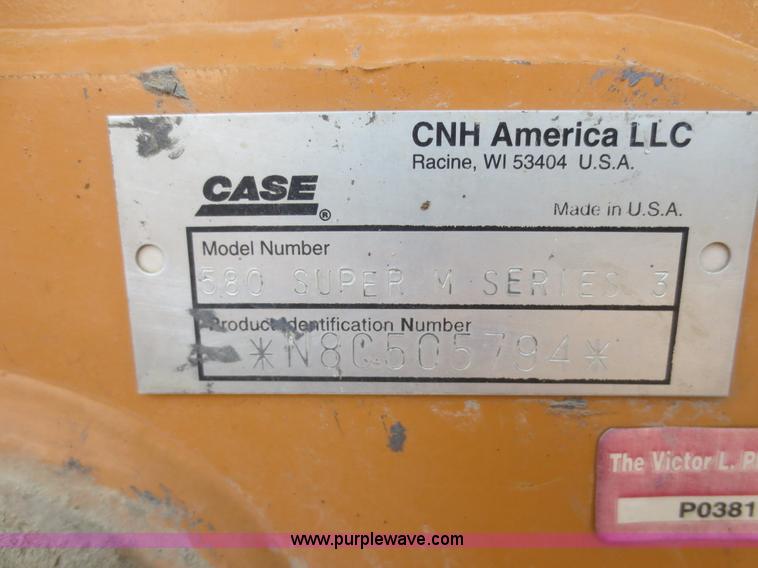 CNH America LLC
Racine, WI 53404 U.S.A.
CASE®
Made in U.S.A.
Model Number
580 SUPER M SERIES 3
Product Identification Number
*N8C505794*
The Victor L. P
P0381
www.purplewave.com